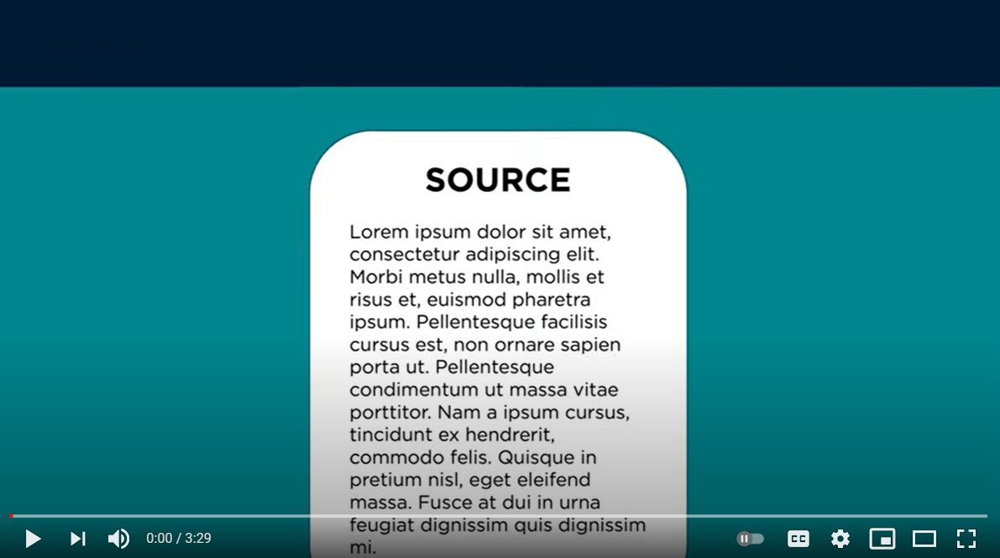 SOURCE
Lorem ipsum dolor sit amet,
consectetur adipiscing elit.
Morbi metus nulla, mollis et
risus et, euismod pharetra
ipsum. Pellentesque facilisis
cursus est, non ornare sapien
porta ut. Pellentesque
condimentum ut massa vitae
porttitor. Nam a ipsum cursus,
tincidunt ex hendrerit,
commodo felis. Quisque in
pretium nisl, eget eleifend
massa. Fusce at dui in urna
feugiat dignissim quis dignissim
mi.
0:00 / 3:29 CC